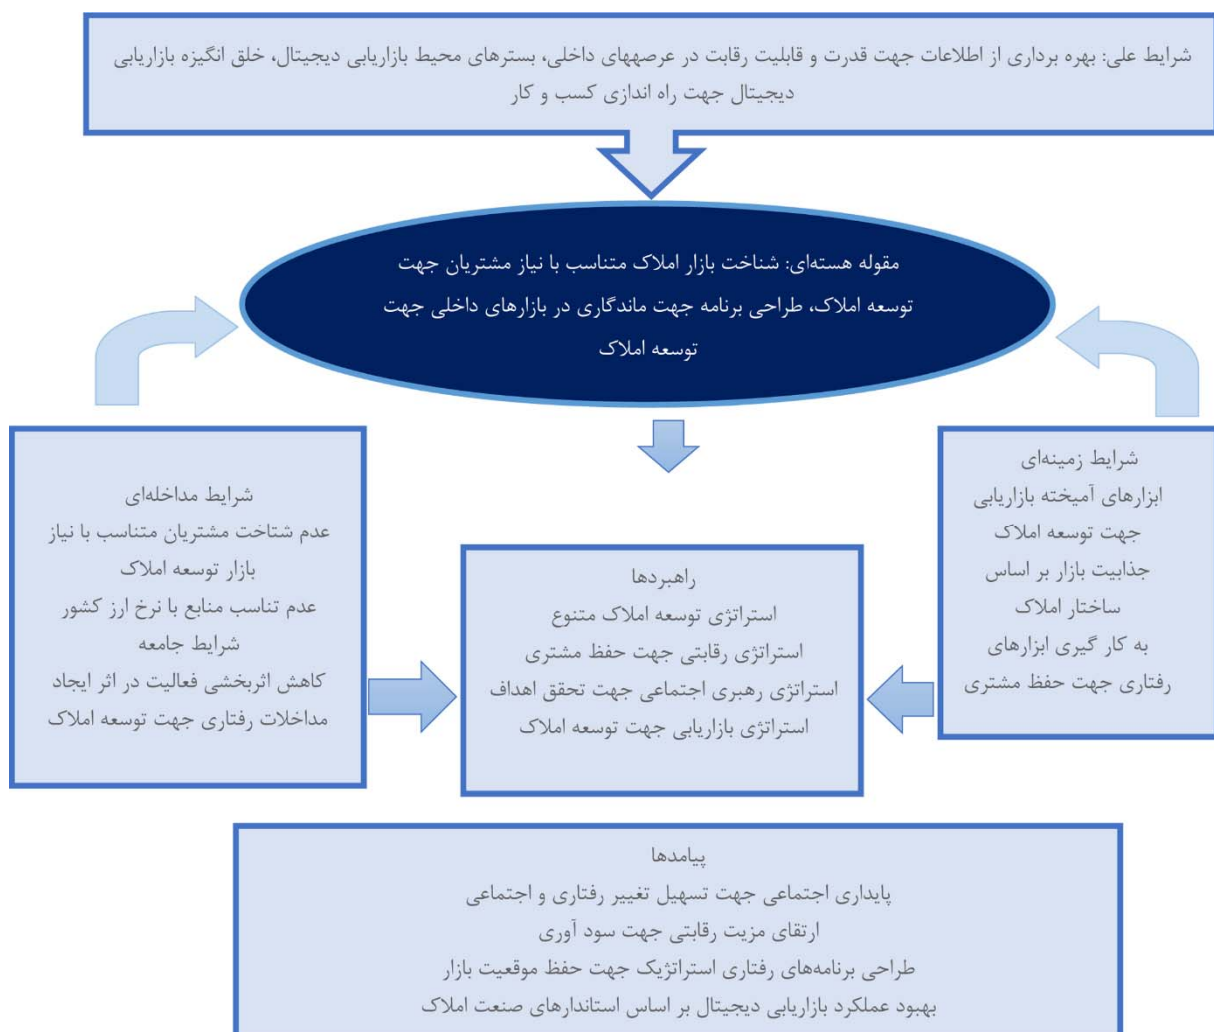 شرایط علی: بهره برداری از اطلاعات جهت قدرت و قابلیت رقابت در عرصههای داخلی، بسترهای محیط بازاریابی دیجیتال، خلق انگیزه بازاریابی
دیجیتال جهت راه اندازی کسب و کار
مقوله هسته‌ای: شناخت بازار املاک متناسب با نیاز مشتریان جهت
توسعه املاک، طراحی برنامه جهت ماندگاری در بازارهای داخلی جهت
توسعه املاک
شرایط زمینه‌ای
ابزارهای آمیخته بازاریابی
جهت توسعه املاک
جذابیت بازار بر اساس
ساختار املاک
به کار گیری ابزارهای
رفتاری جهت حفظ مشتری
شرایط مداخله‌ای
عدم شتاخت مشتریان متناسب با نیاز
بازار توسعه املاک
عدم تناسب منابع با نرخ ارز کشور
شرایط جامعه
کاهش اثربخشی فعالیت در اثر ایجاد
مداخلات رفتاری جهت توسعه املاک
راهبردها
استراتژی توسعه املاک متنوع
استراتژی رقابتی جهت حفظ مشتری
استراتژی رهبری اجتماعی جهت تحقق اهداف
استراتژی بازاریابی جهت توسعه املاک
پیامدها
پایداری اجتماعی جهت تسهیل تغییر رفتاری و اجتماعی
ارتقای مزیت رقابتی جهت سود آوری
طراحی برنامه‌های رفتاری استراتژیک جهت حفظ موقعیت بازار
بهبود عملکرد بازاریابی دیجیتال بر اساس استاندارهای صنعت املاک